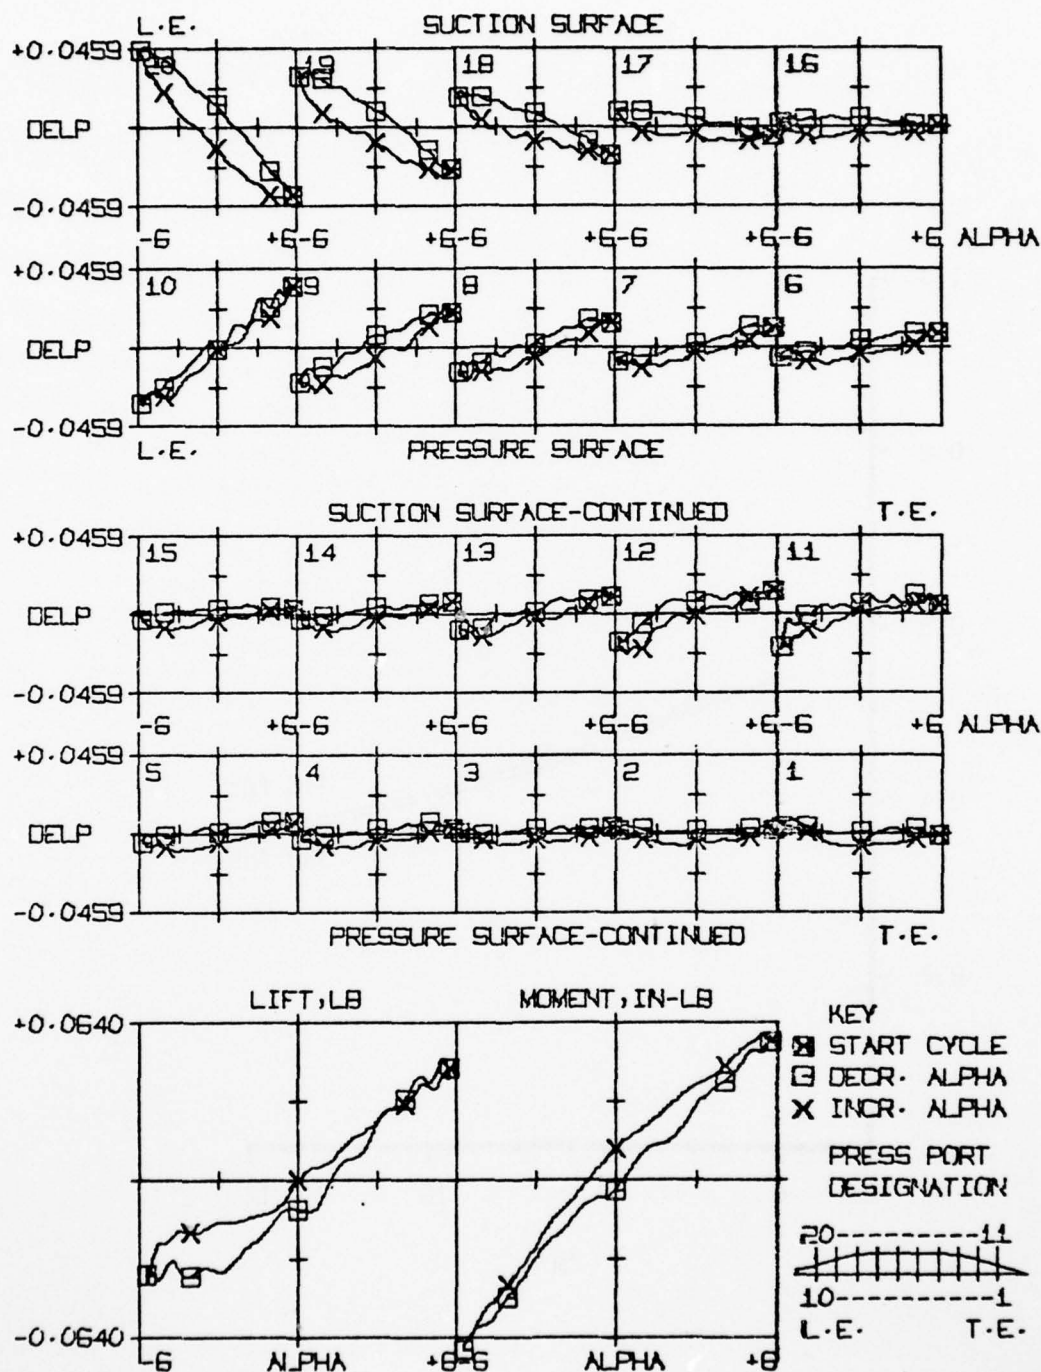 L.E. SUCTION SURFACE
+0.0459
20 19 18 17 16
DELP
-0.0459
-6 +6-6 +6-6 +6-6 +6-6 +6 ALPHA
+0.0459
10 9 8 7 6
DELP
-0.0459
L.E. PRESSURE SURFACE
SUCTION SURFACE-CONTINUED T.E.
+0.0459
15 14 13 12 11
DELP
-0.0459
-6 +6-6 +6-6 +6-6 +6-6 +6 ALPHA
+0.0459
5 4 3 2 1
DELP
-0.0459
PRESSURE SURFACE-CONTINUED T.E.
LIFT,LB MOMENT,IN-LB
+0.0640
-0.0640
-6 ALPHA +6-6 ALPHA +6
KEY
START CYCLE
DECR. ALPHA
INCR. ALPHA
PRESS PORT
DESIGNATION
20---------11
10---------1
L.E. T.E.